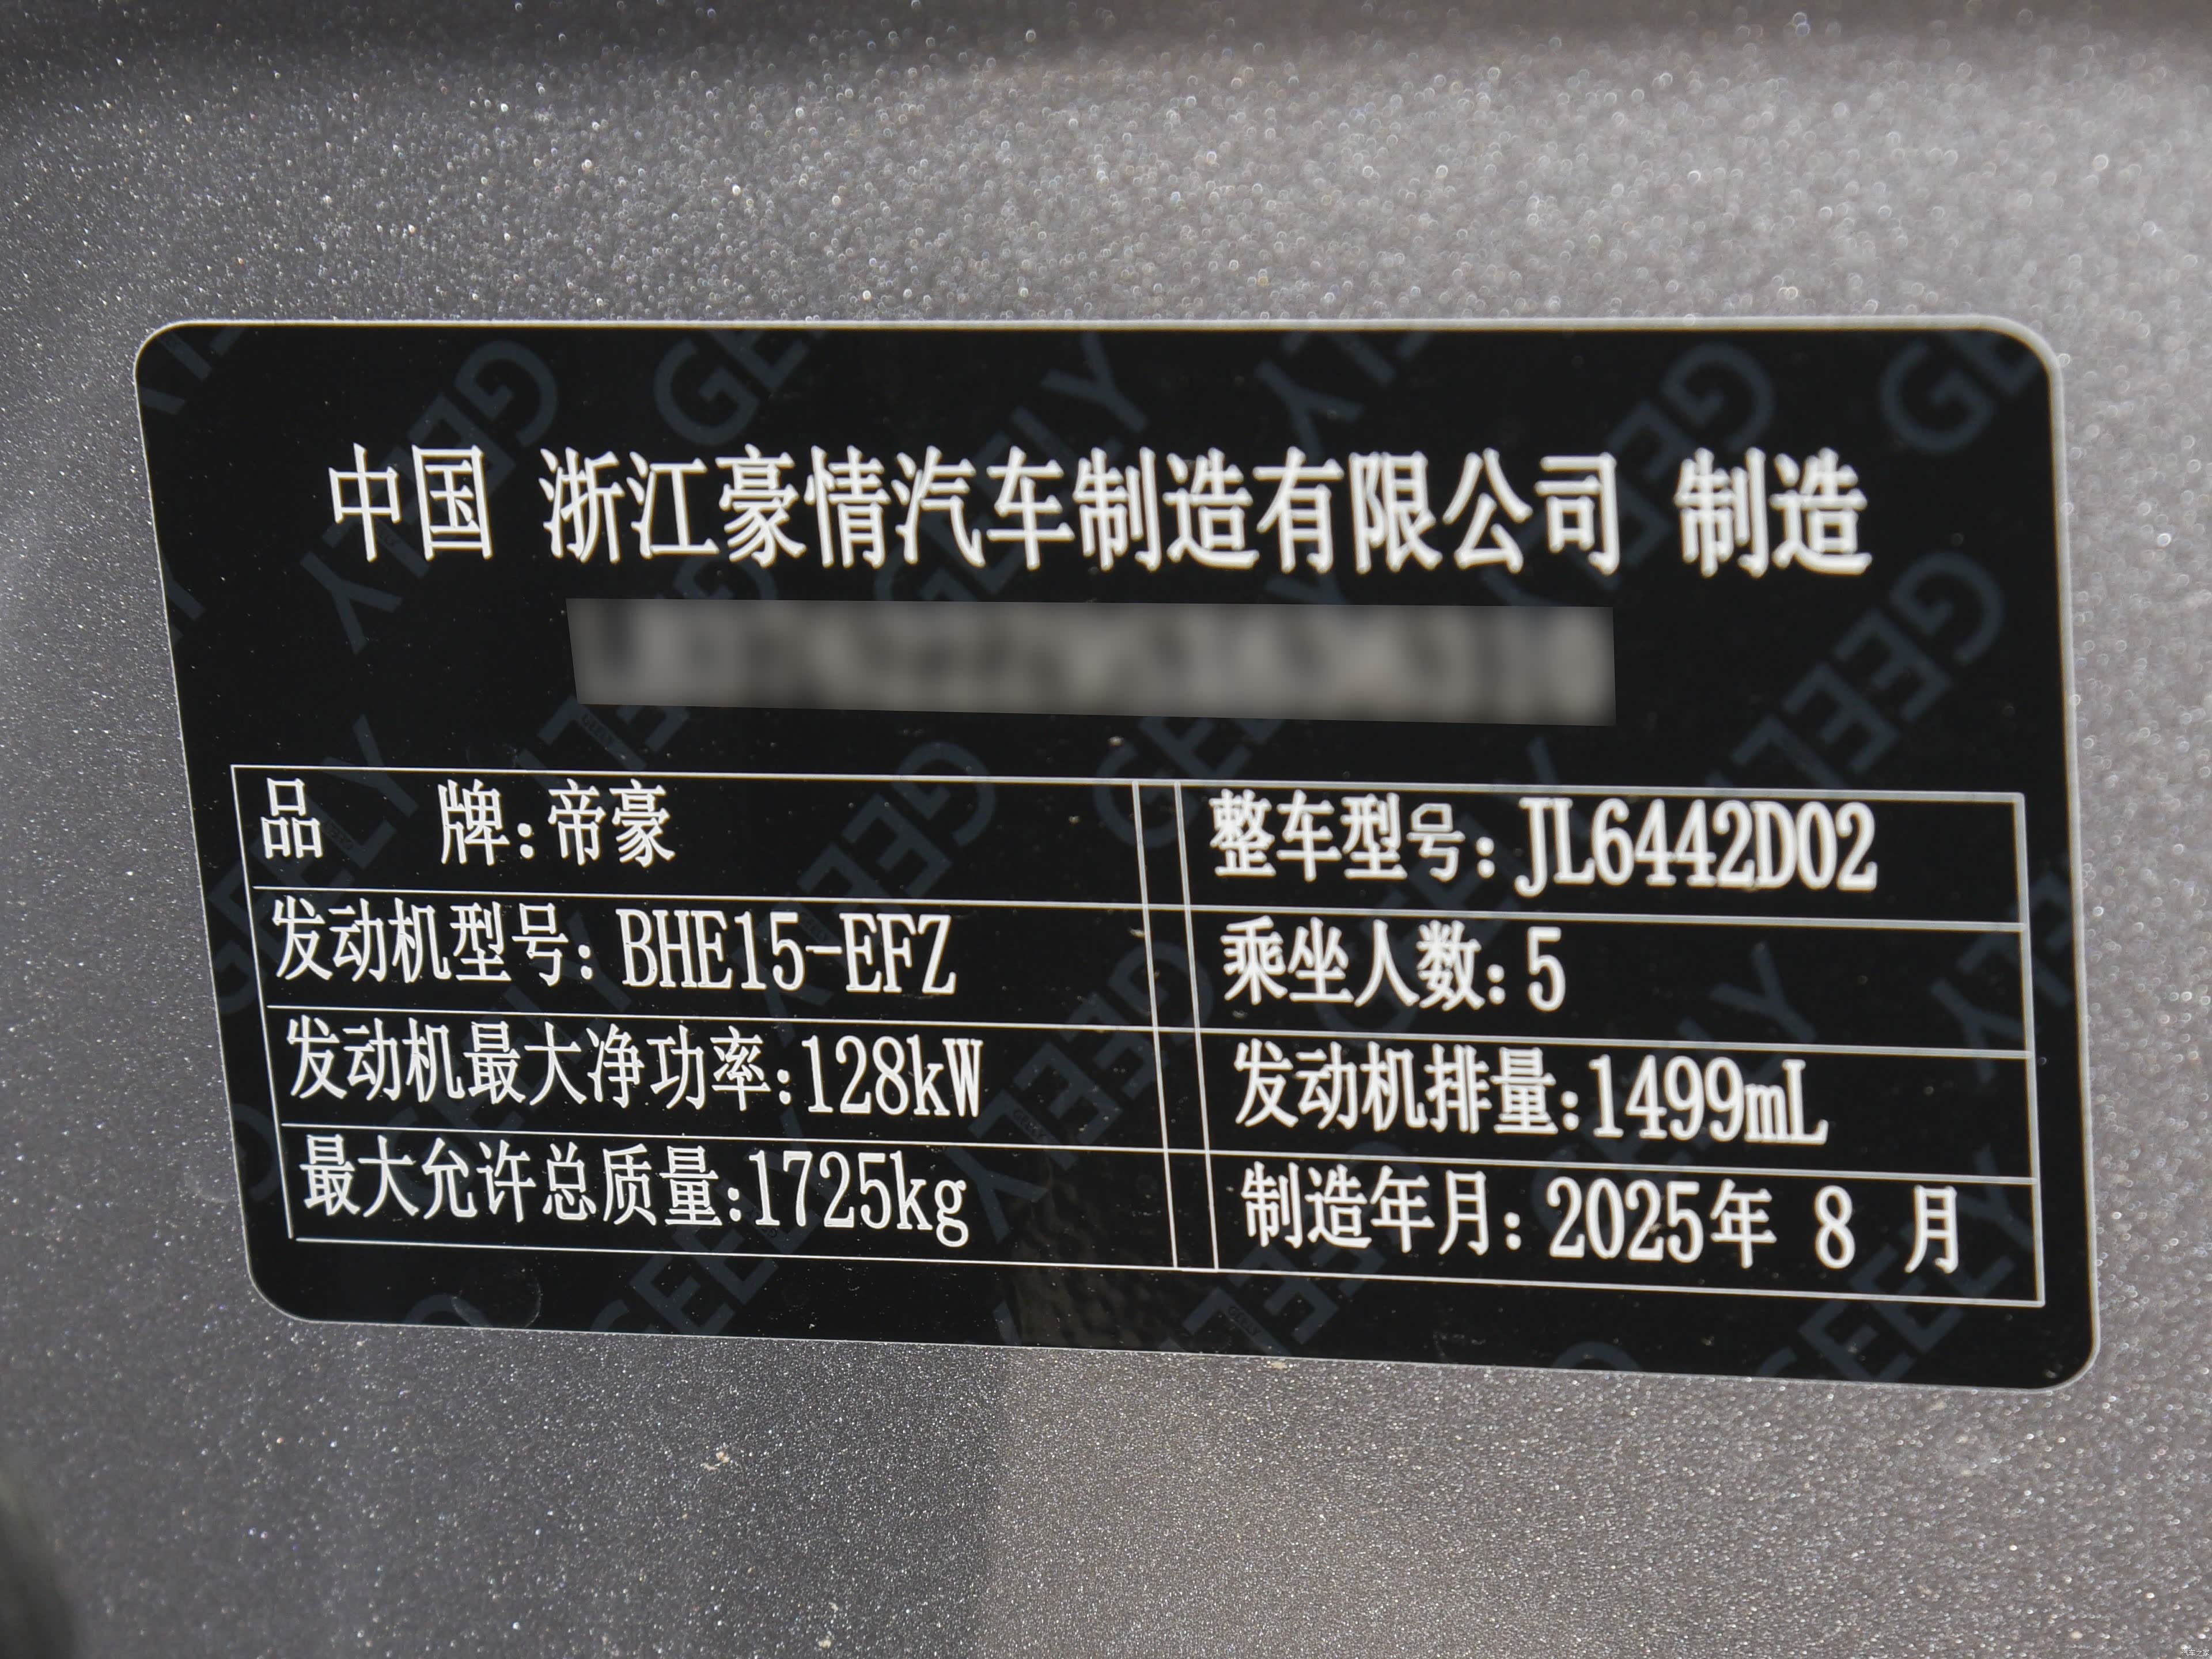 中国 浙江豪情汽车制造有限公司 制造
品 牌:帝豪 整车型号:JL6442D02
发动机型号:BHE15-EFZ 乘坐人数:5
发动机最大净功率:128kW 发动机排量:1499mL
最大允许总质量:1725kg 制造年月:2025年 8 月